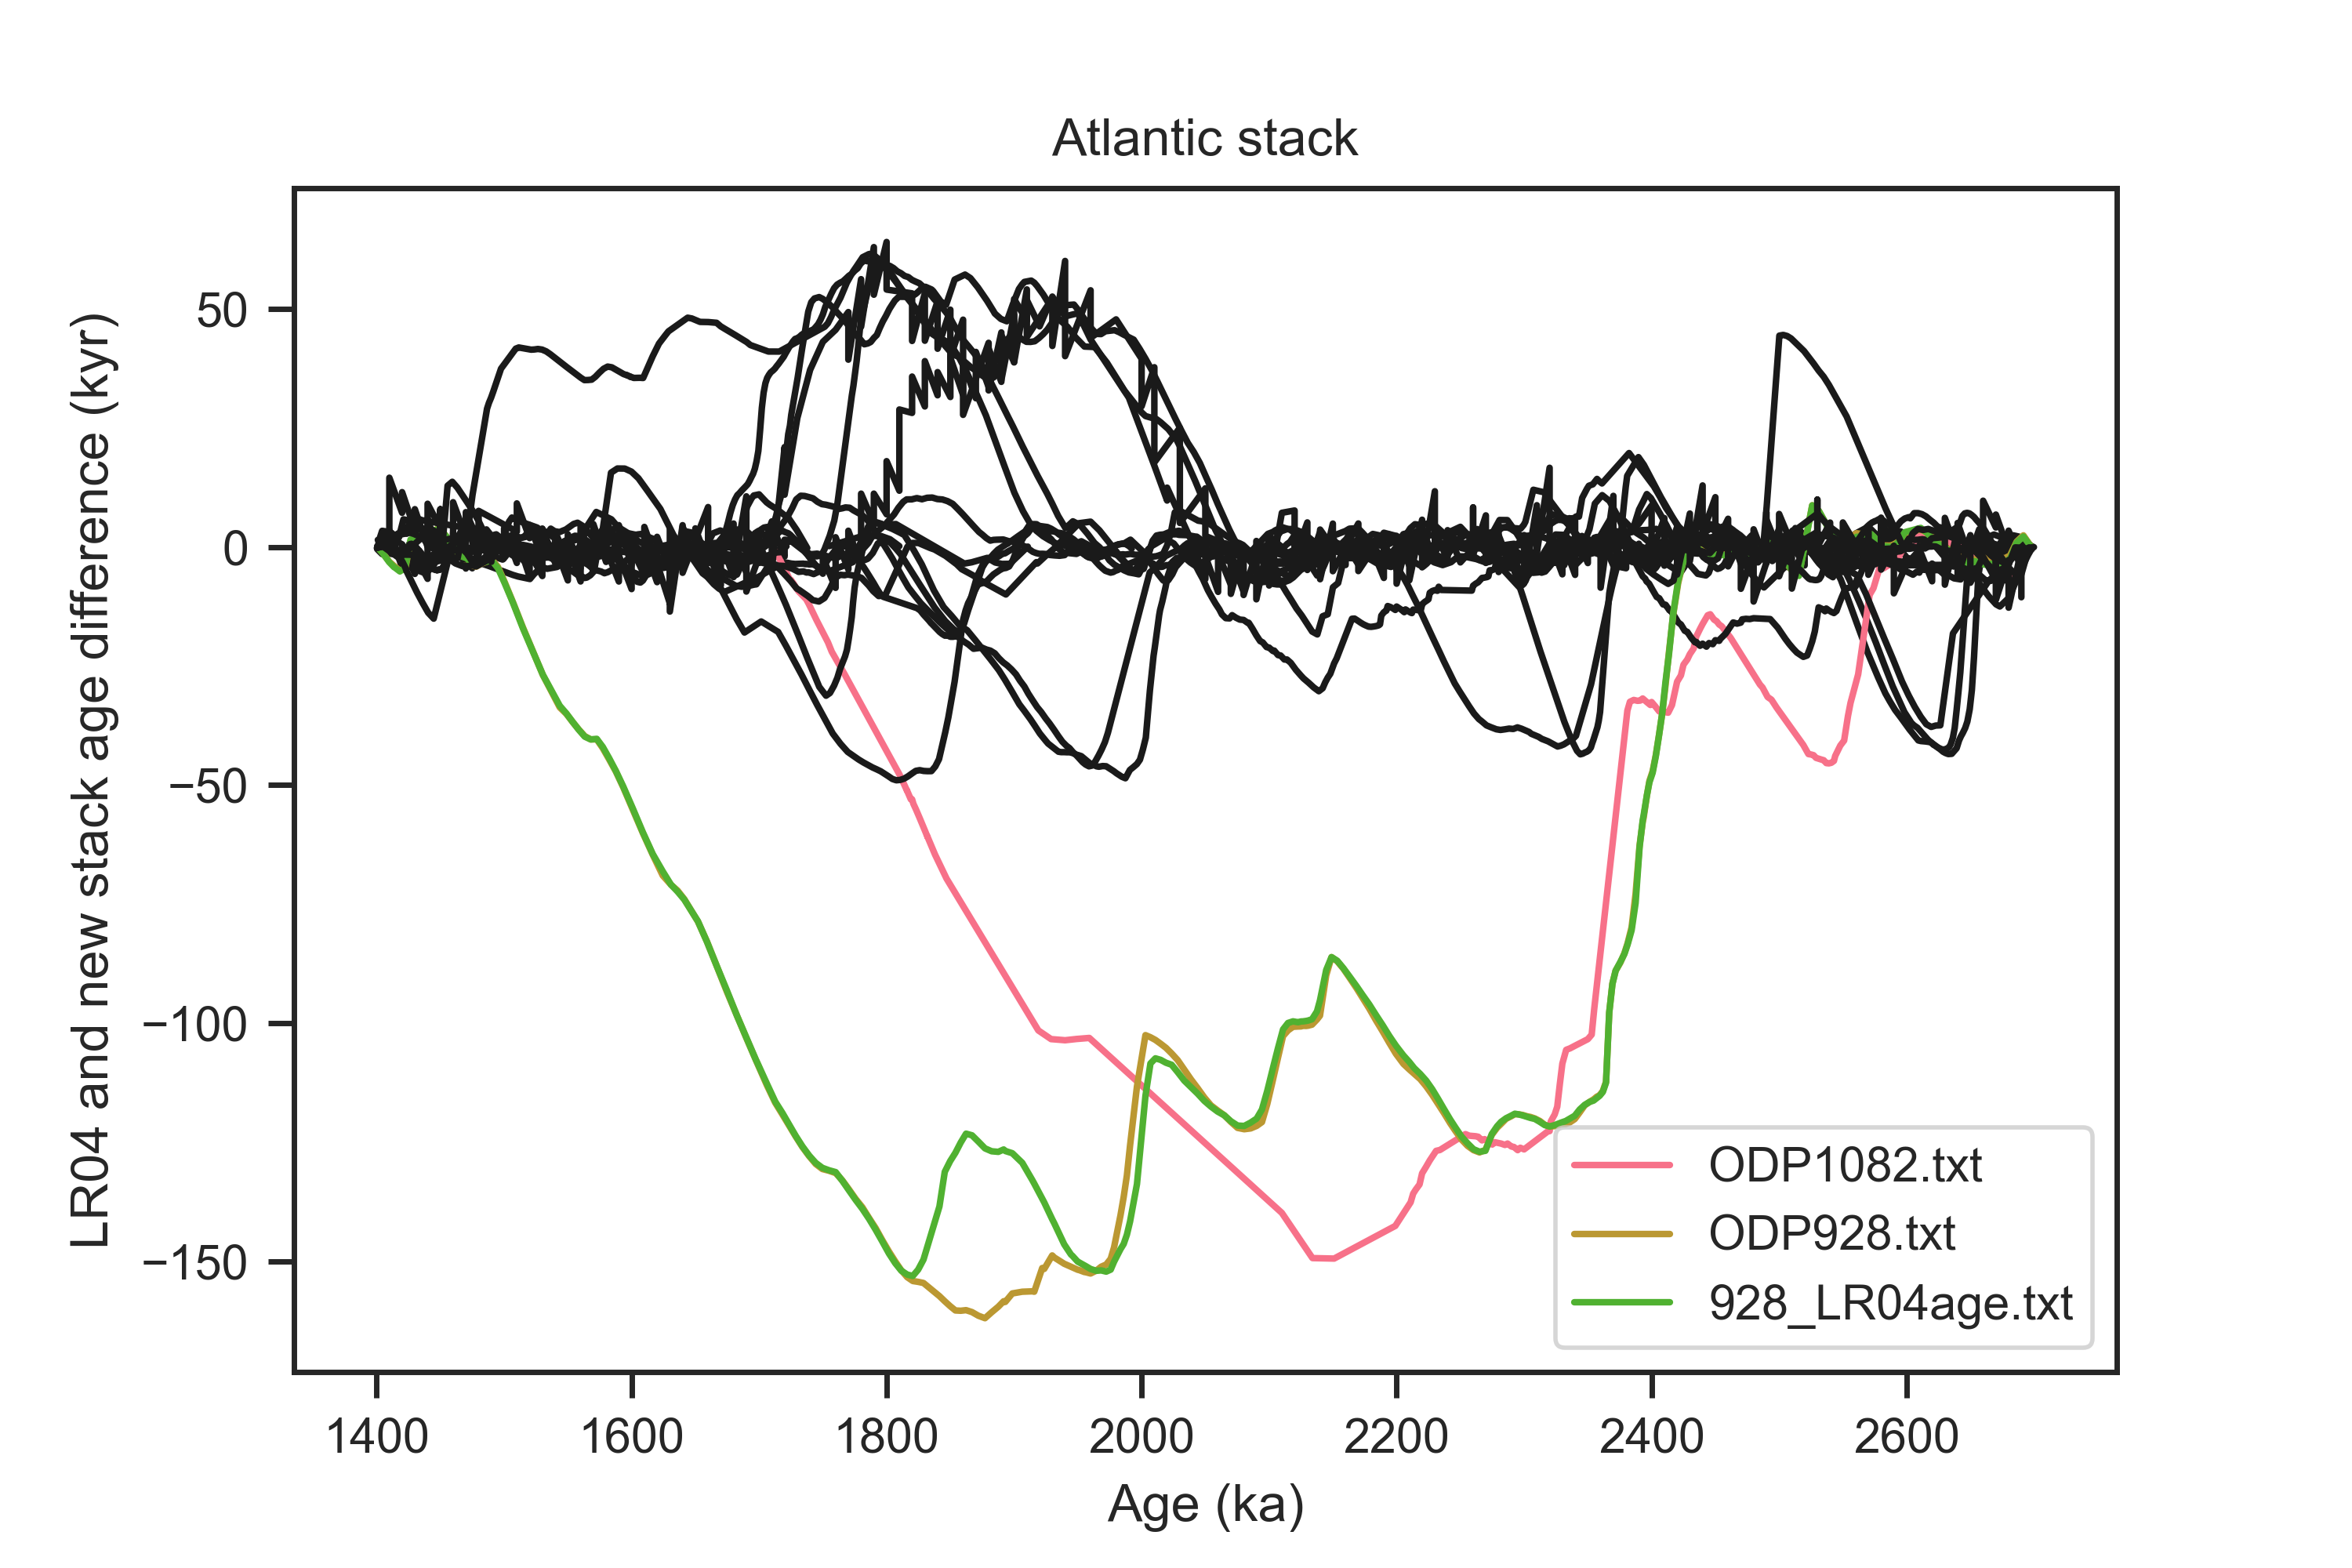 Atlantic stack
LR04 and new stack age difference (kyr)
50
0
−50
−100
−150
1400
1600
1800
2000
2200
2400
2600
Age (ka)
ODP1082.txt
ODP928.txt
928_LR04age.txt